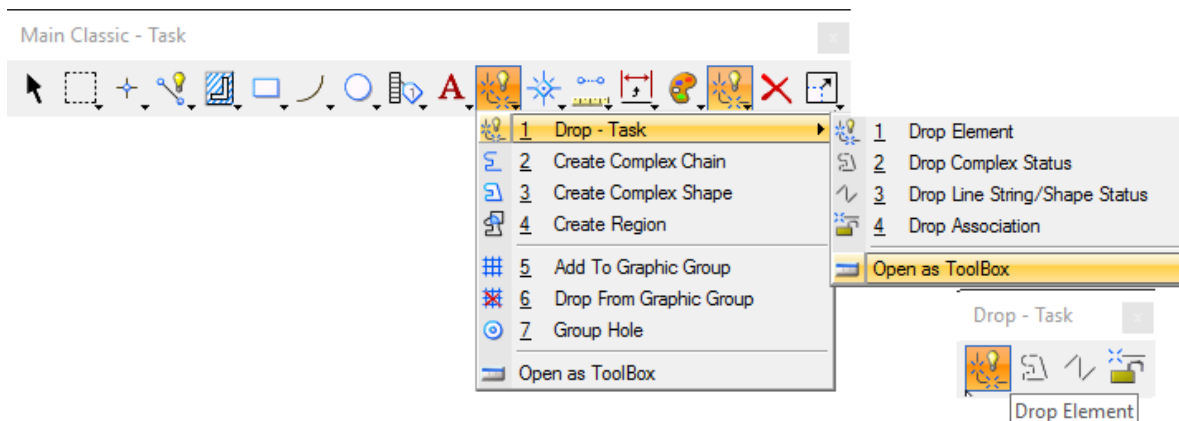 Main Classic - Task
x
A
1 Drop - Task
2 Create Complex Chain
3 Create Complex Shape
4 Create Region
5 Add To Graphic Group
6 Drop From Graphic Group
7 Group Hole
Open as ToolBox
1 Drop Element
2 Drop Complex Status
3 Drop Line String/Shape Status
4 Drop Association
Open as ToolBox
Drop - Task
x
Drop Element